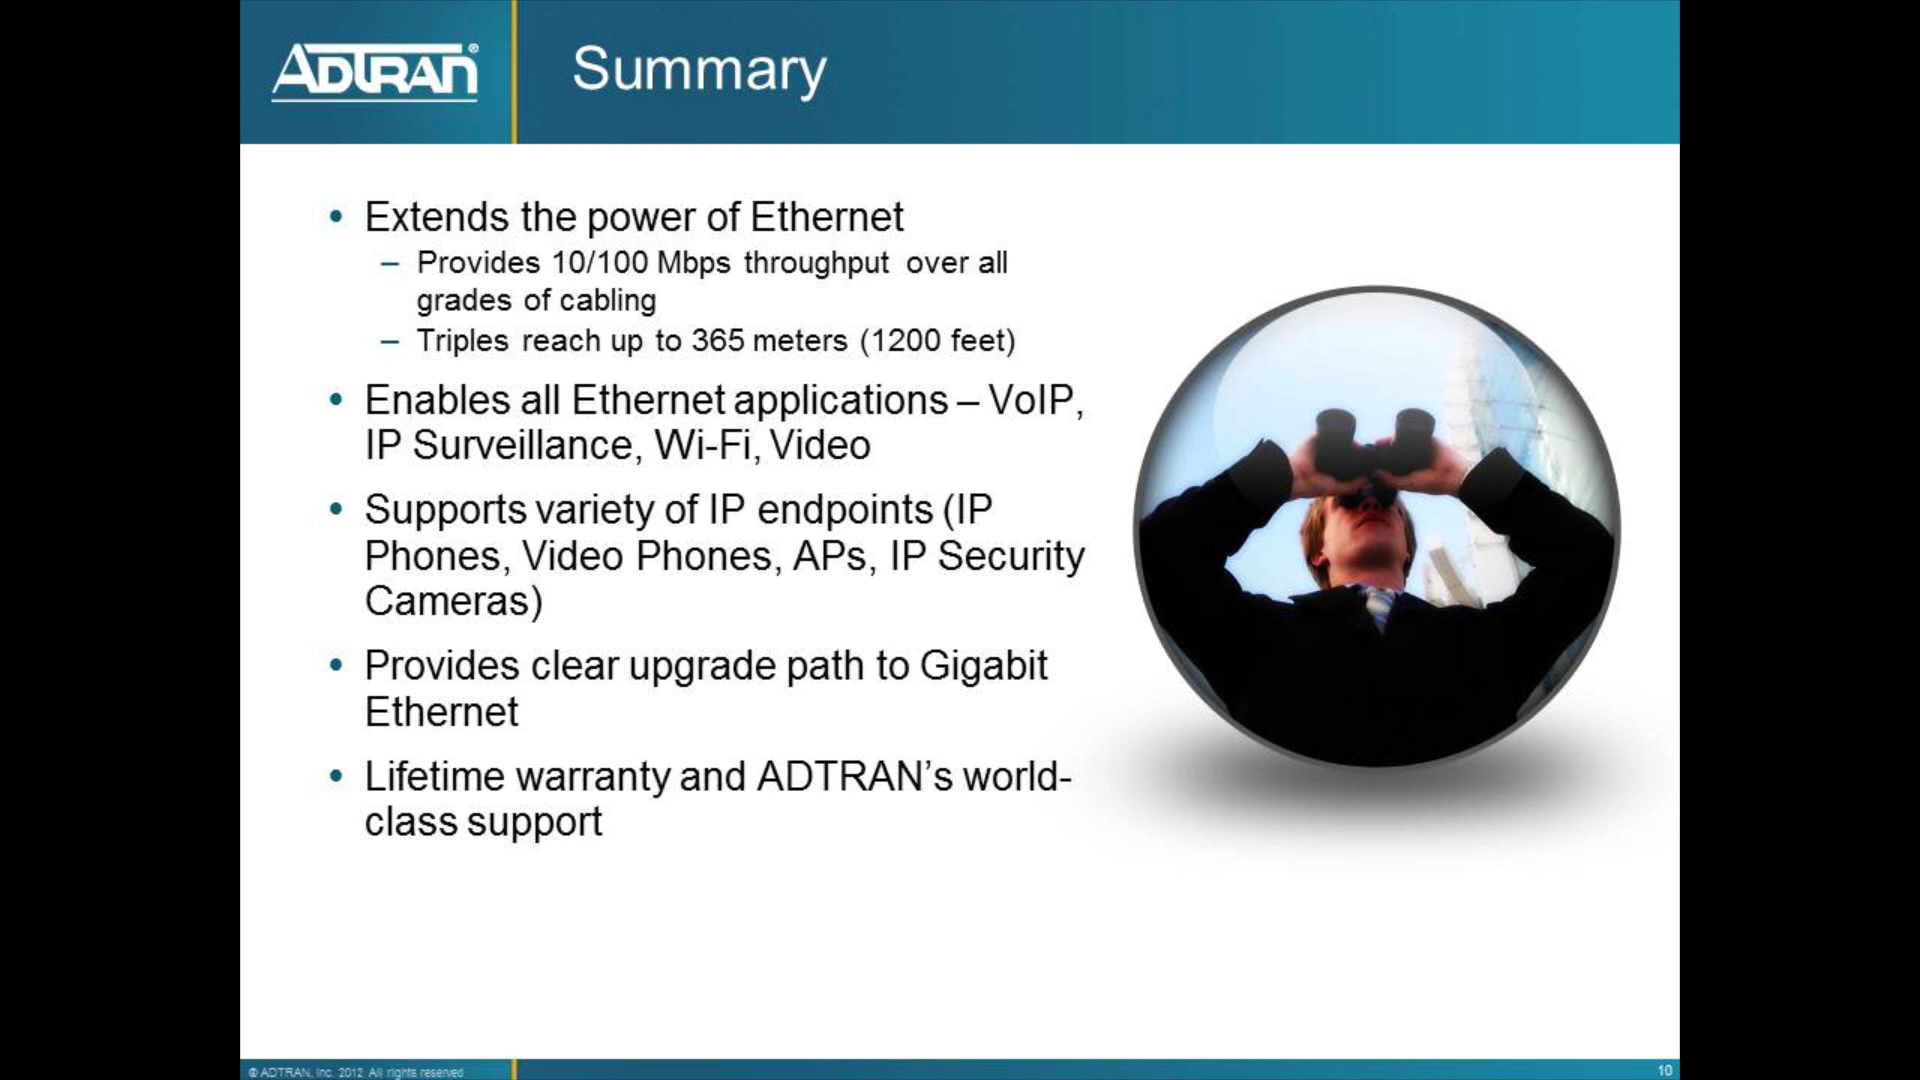 ADTRAN®
Summary
• Extends the power of Ethernet
– Provides 10/100 Mbps throughput over all
grades of cabling
– Triples reach up to 365 meters (1200 feet)
• Enables all Ethernet applications – VoIP,
IP Surveillance, Wi-Fi, Video
• Supports variety of IP endpoints (IP
Phones, Video Phones, APs, IP Security
Cameras)
• Provides clear upgrade path to Gigabit
Ethernet
• Lifetime warranty and ADTRAN’s world-
class support
© ADTRAN, Inc. 2012 All rights reserved
10